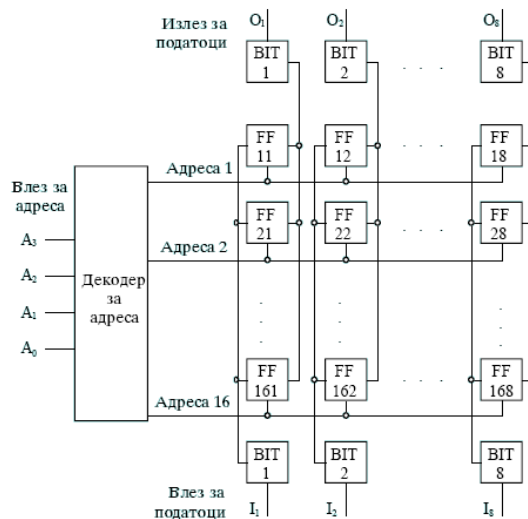 Излез за податоци
O₁ O₂ O₈
BIT 1
BIT 2
. . .
BIT 8
FF 11
FF 12
. . .
FF 18
Адреса 1
Влез за адреса
FF 21
FF 22
. . .
FF 28
Адреса 2
A₃
A₂
A₁
A₀
Декодер за адреса
FF 161
FF 162
. . .
FF 168
Адреса 16
BIT 1
BIT 2
BIT 8
Влез за податоци
I₁ I₂ I₈